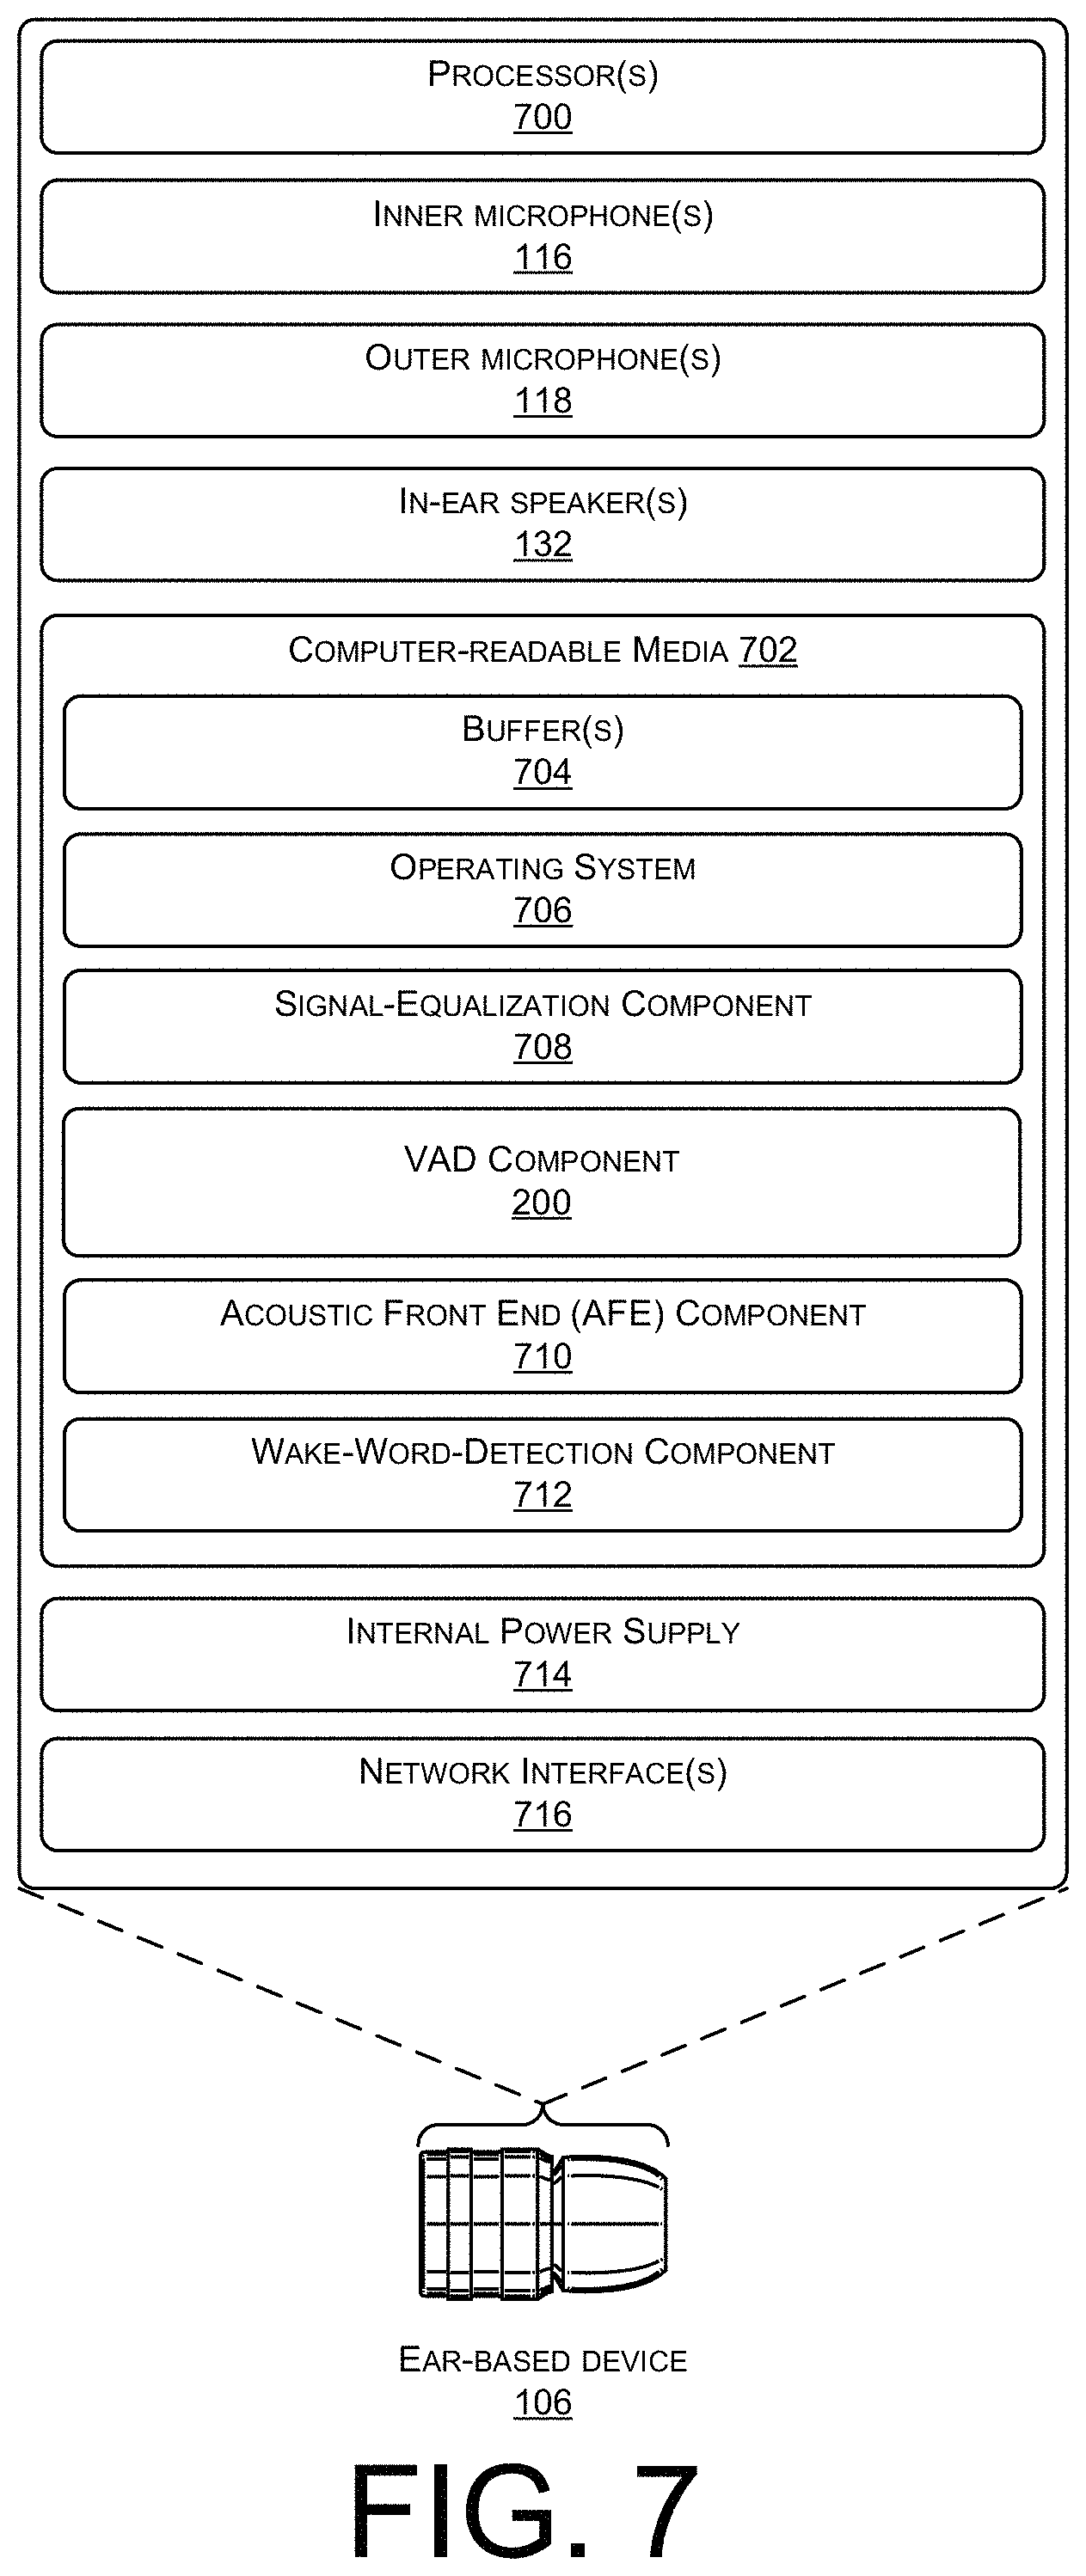 PROCESSOR(S)
700
INNER MICROPHONE(S)
116
OUTER MICROPHONE(S)
118
IN-EAR SPEAKER(S)
132
COMPUTER-READABLE MEDIA 702
BUFFER(S)
704
OPERATING SYSTEM
706
SIGNAL-EQUALIZATION COMPONENT
708
VAD COMPONENT
200
ACOUSTIC FRONT END (AFE) COMPONENT
710
WAKE-WORD-DETECTION COMPONENT
712
INTERNAL POWER SUPPLY
714
NETWORK INTERFACE(S)
716
EAR-BASED DEVICE
106
FIG. 7